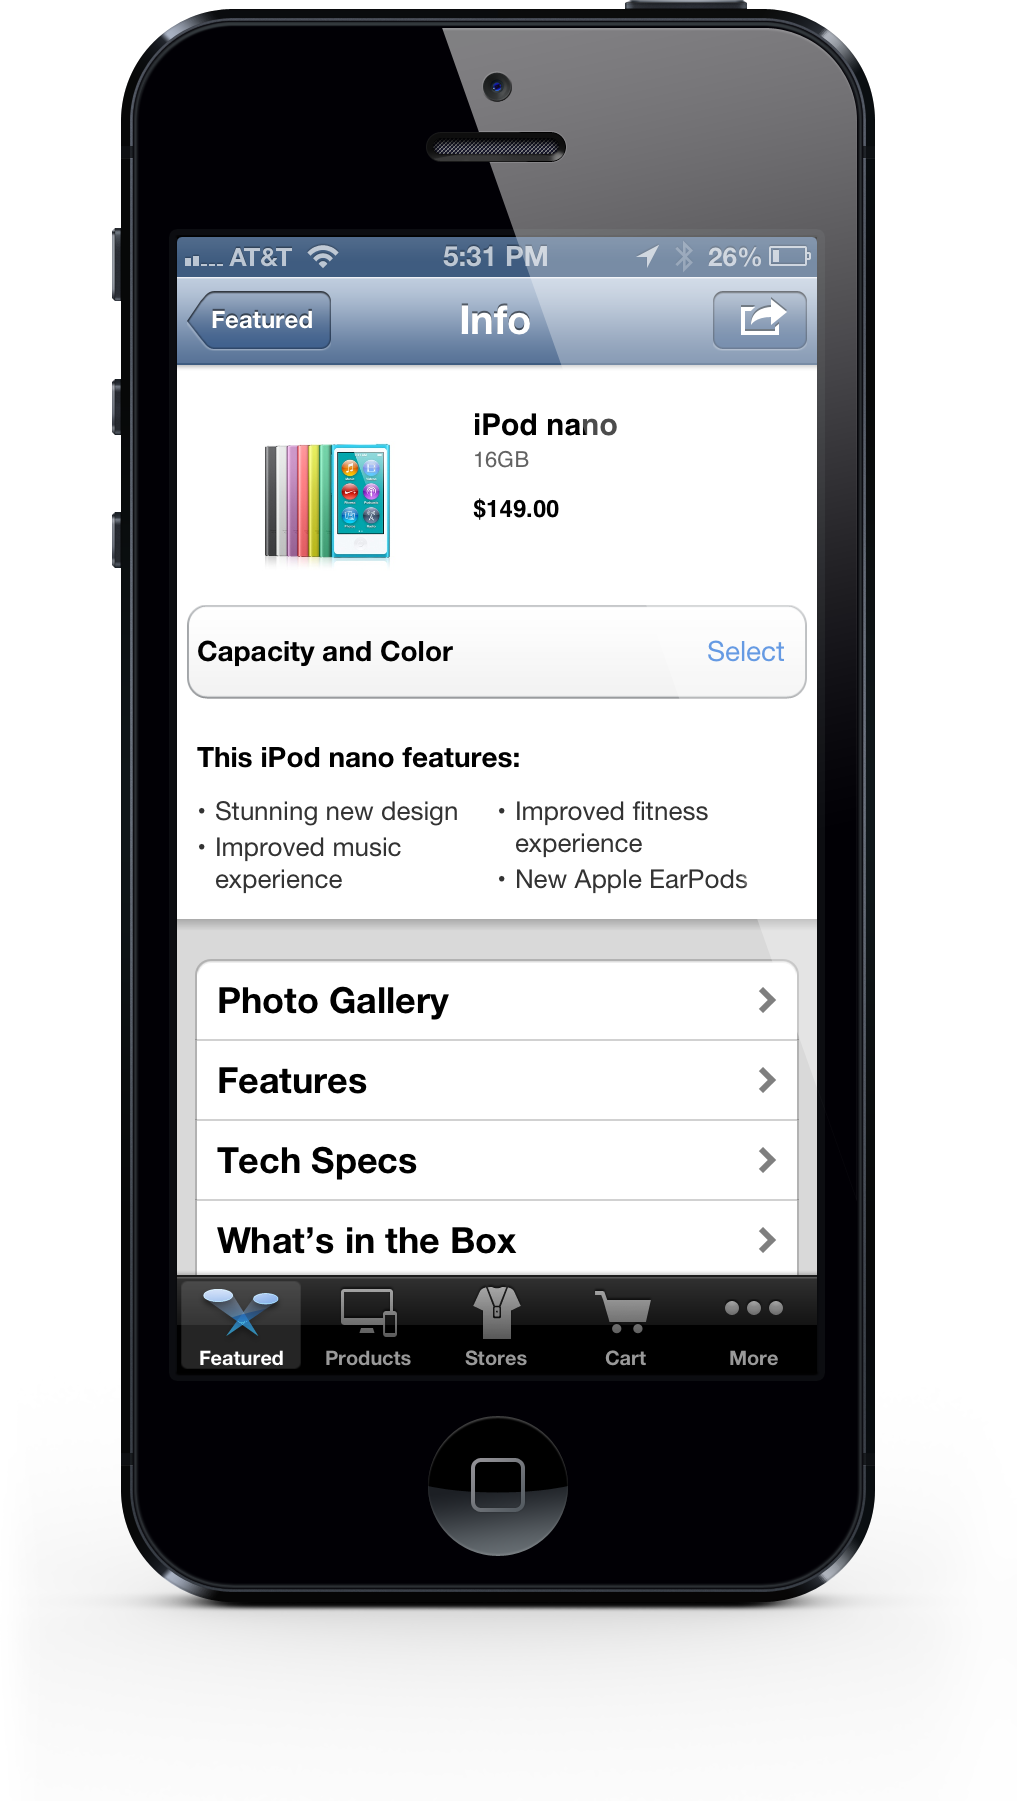 AT&T 5:31 PM 26%
Featured Info
iPod nano
16GB
$149.00
Capacity and Color Select
This iPod nano features:
• Stunning new design
• Improved music
experience
• Improved fitness
experience
• New Apple EarPods
Photo Gallery
Features
Tech Specs
What's in the Box
Featured Products Stores Cart More